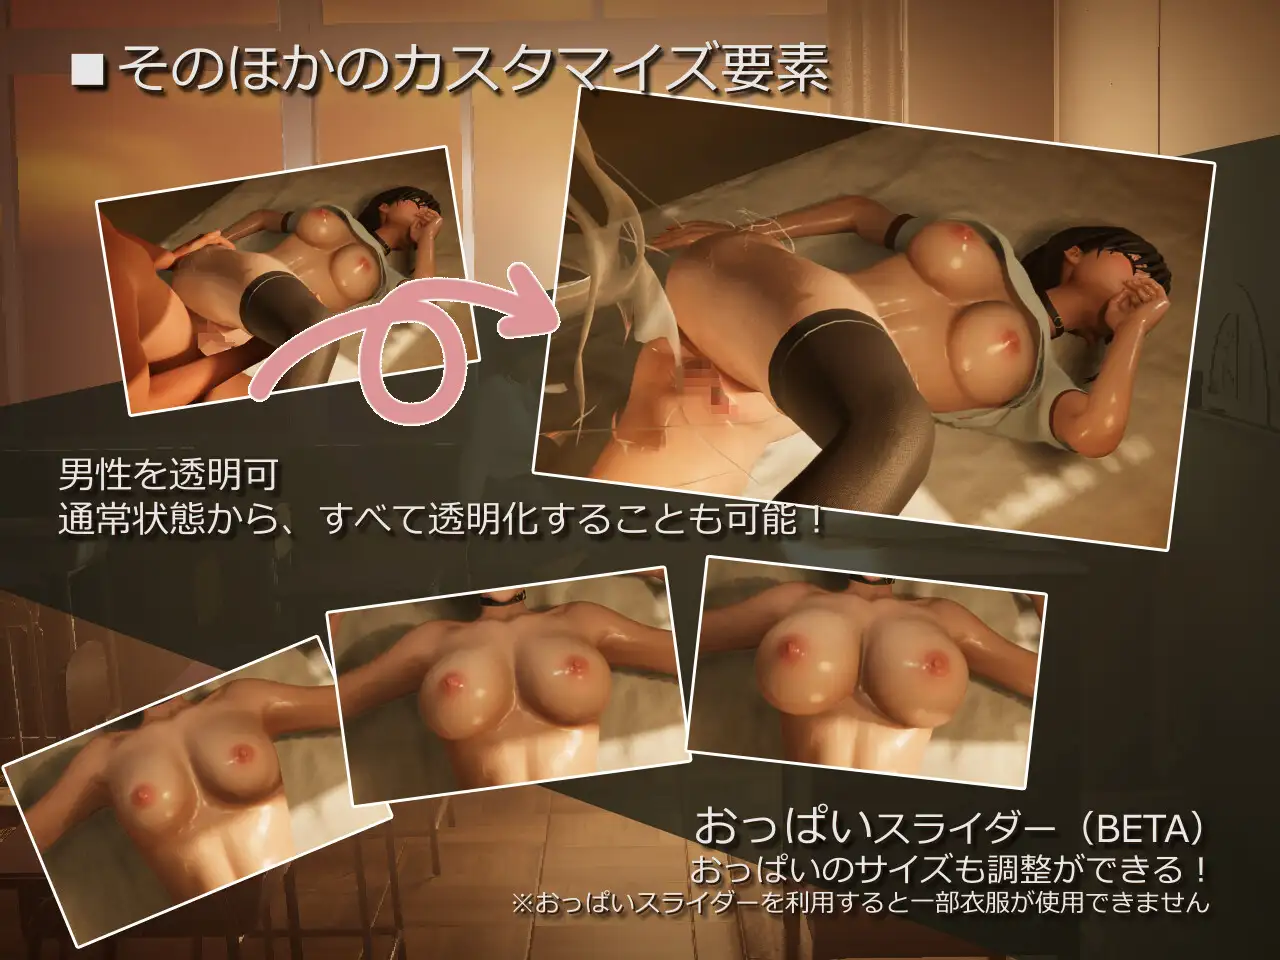 ■そのほかのカスタマイズ要素
男性を透明可
通常状態から、すべて透明化することも可能！
おっぱいスライダー（BETA）
おっぱいのサイズも調整ができる！
※おっぱいスライダーを利用すると一部衣服が使用できません